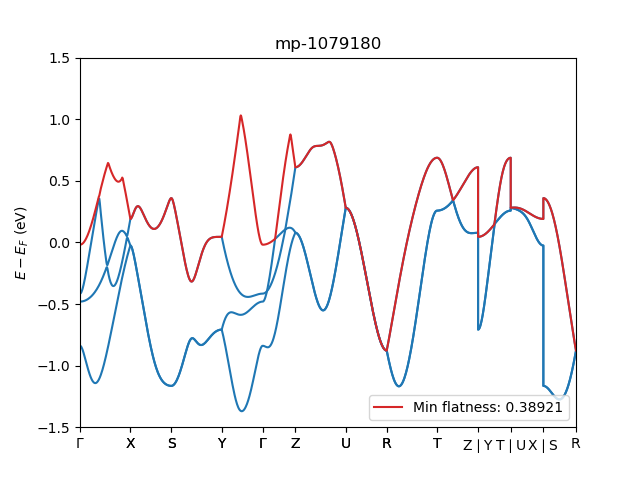 mp-1079180
E − E_F (eV)
1.5
1.0
0.5
0.0
−0.5
−1.0
−1.5
Min flatness: 0.38921
Γ X S Y Γ Z U R T Z | Y T | U X | S R